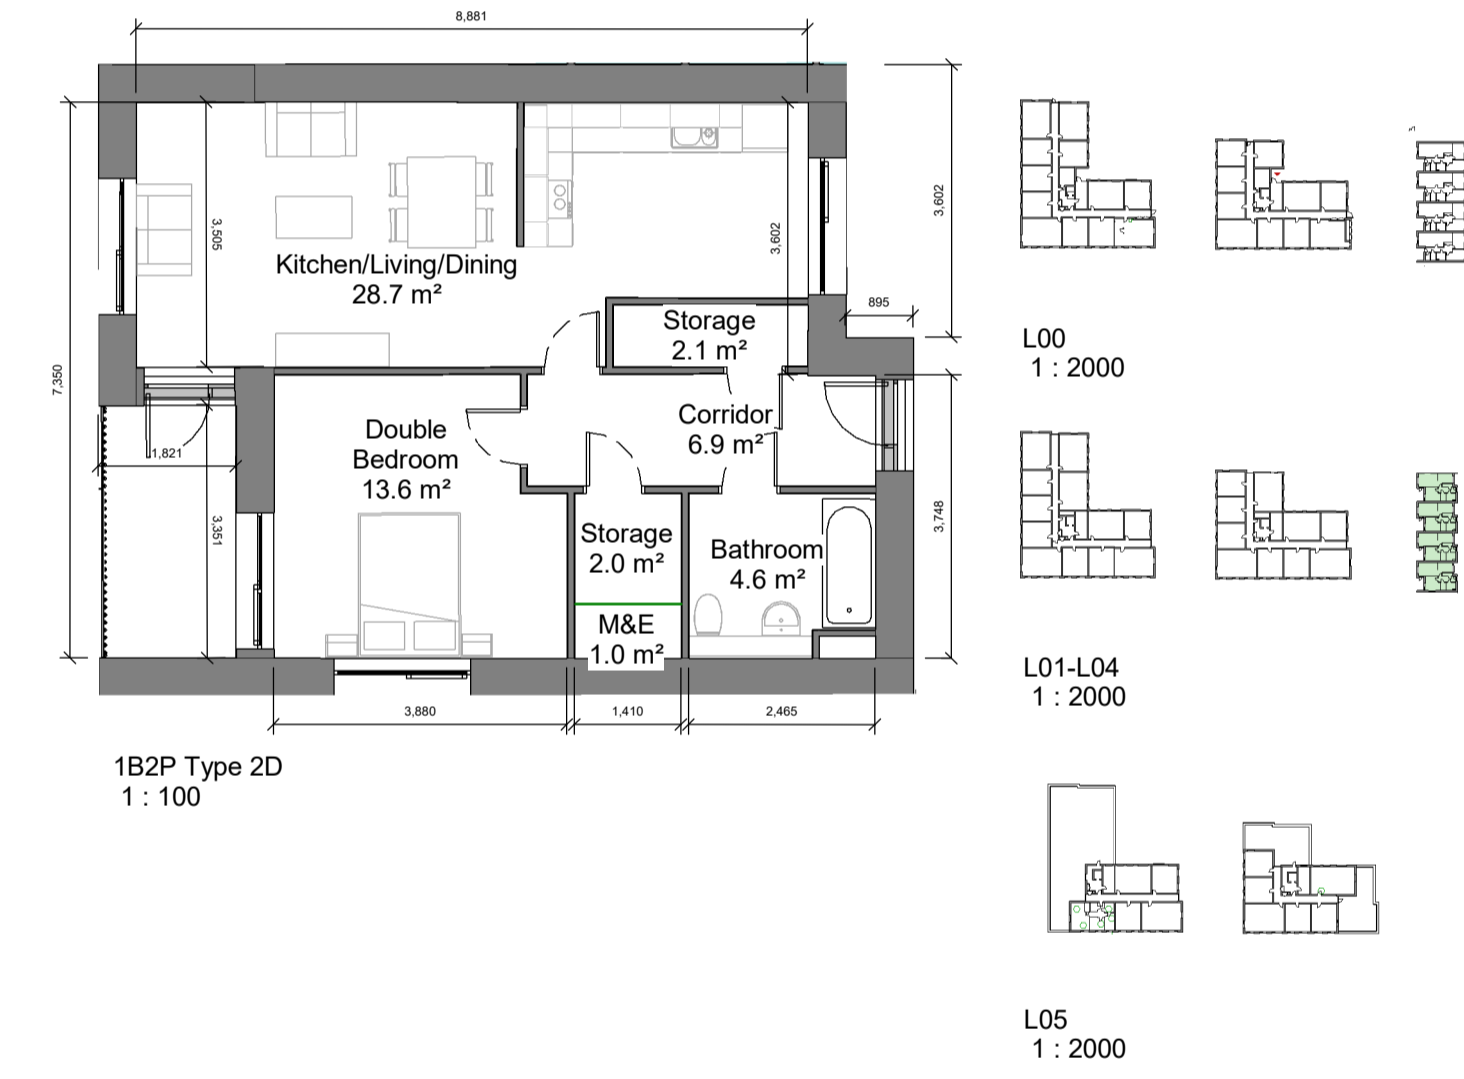 8,881
3,505
3,602
3,602
7,350
Kitchen/Living/Dining
28.7 m²
Storage
2.1 m²
895
Corridor
6.9 m²
Double
Bedroom
13.6 m²
1,821
3,351
3,748
Storage
2.0 m²
Bathroom
4.6 m²
M&E
1.0 m²
3,880
1,410
2,465
1B2P Type 2D
1 : 100
L00
1 : 2000
L01-L04
1 : 2000
L05
1 : 2000